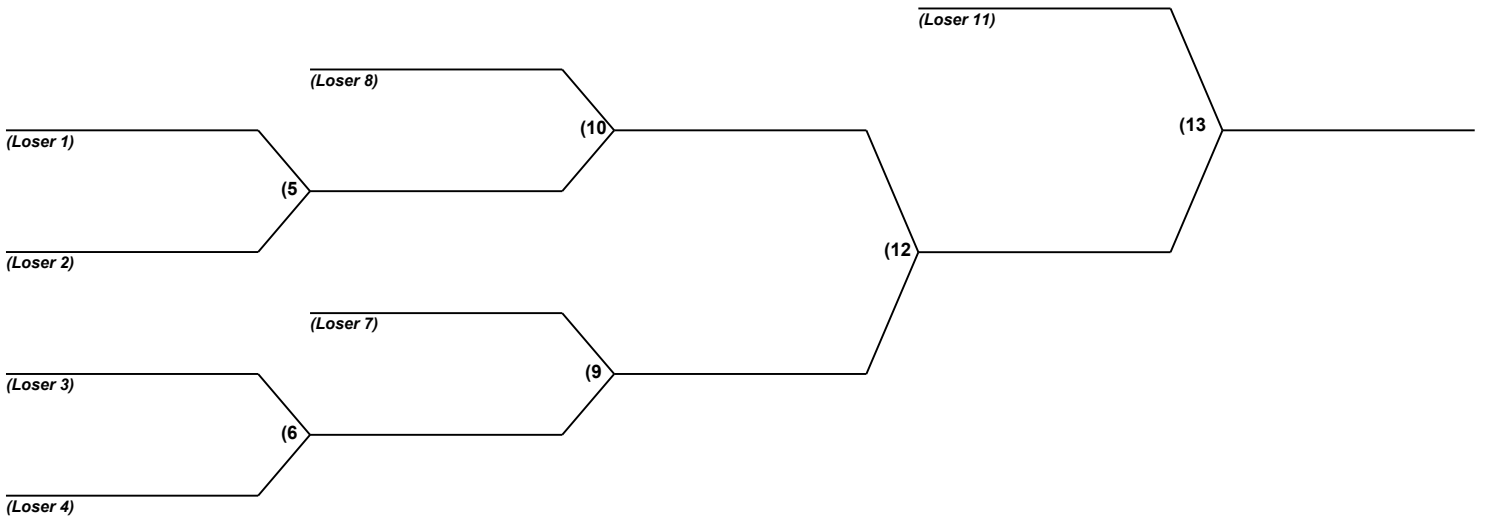 (Loser 11)
(Loser 8)
(13
(10
(Loser 1)
(5
(12
(Loser 2)
(Loser 7)
(9
(Loser 3)
(6
(Loser 4)